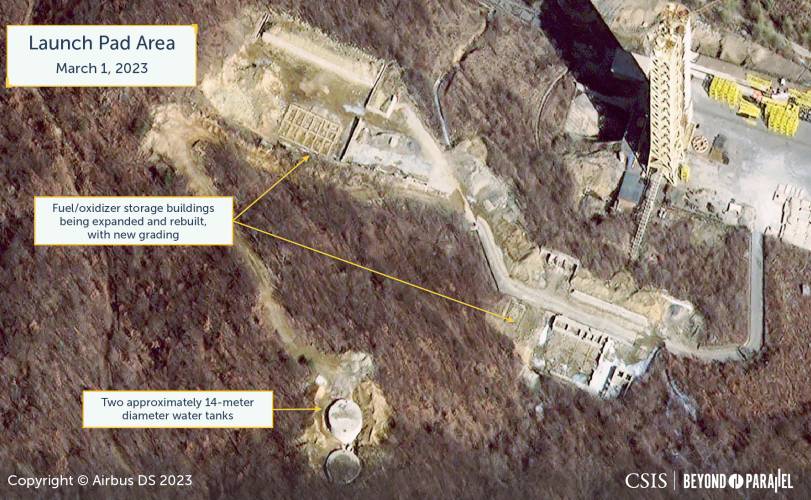 Launch Pad Area
March 1, 2023
Fuel/oxidizer storage buildings
being expanded and rebuilt,
with new grading
Two approximately 14-meter
diameter water tanks
Copyright © Airbus DS 2023
CSIS | BEYOND PARALLEL